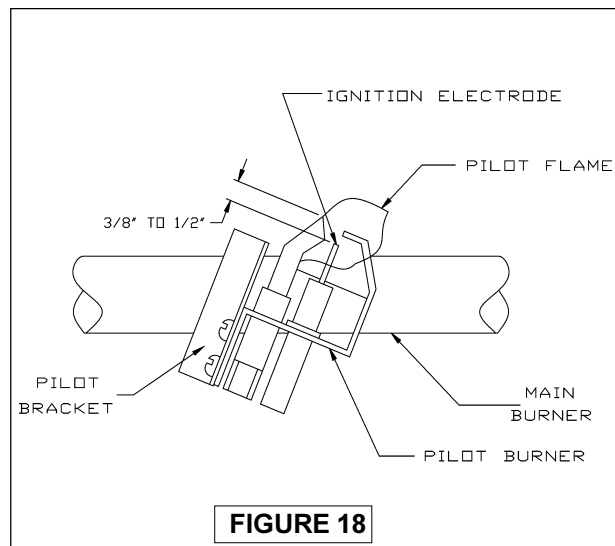 IGNITION ELECTRODE
PILOT FLAME
3/8" TO 1/2"
PILOT
BRACKET
MAIN
BURNER
PILOT BURNER
FIGURE 18